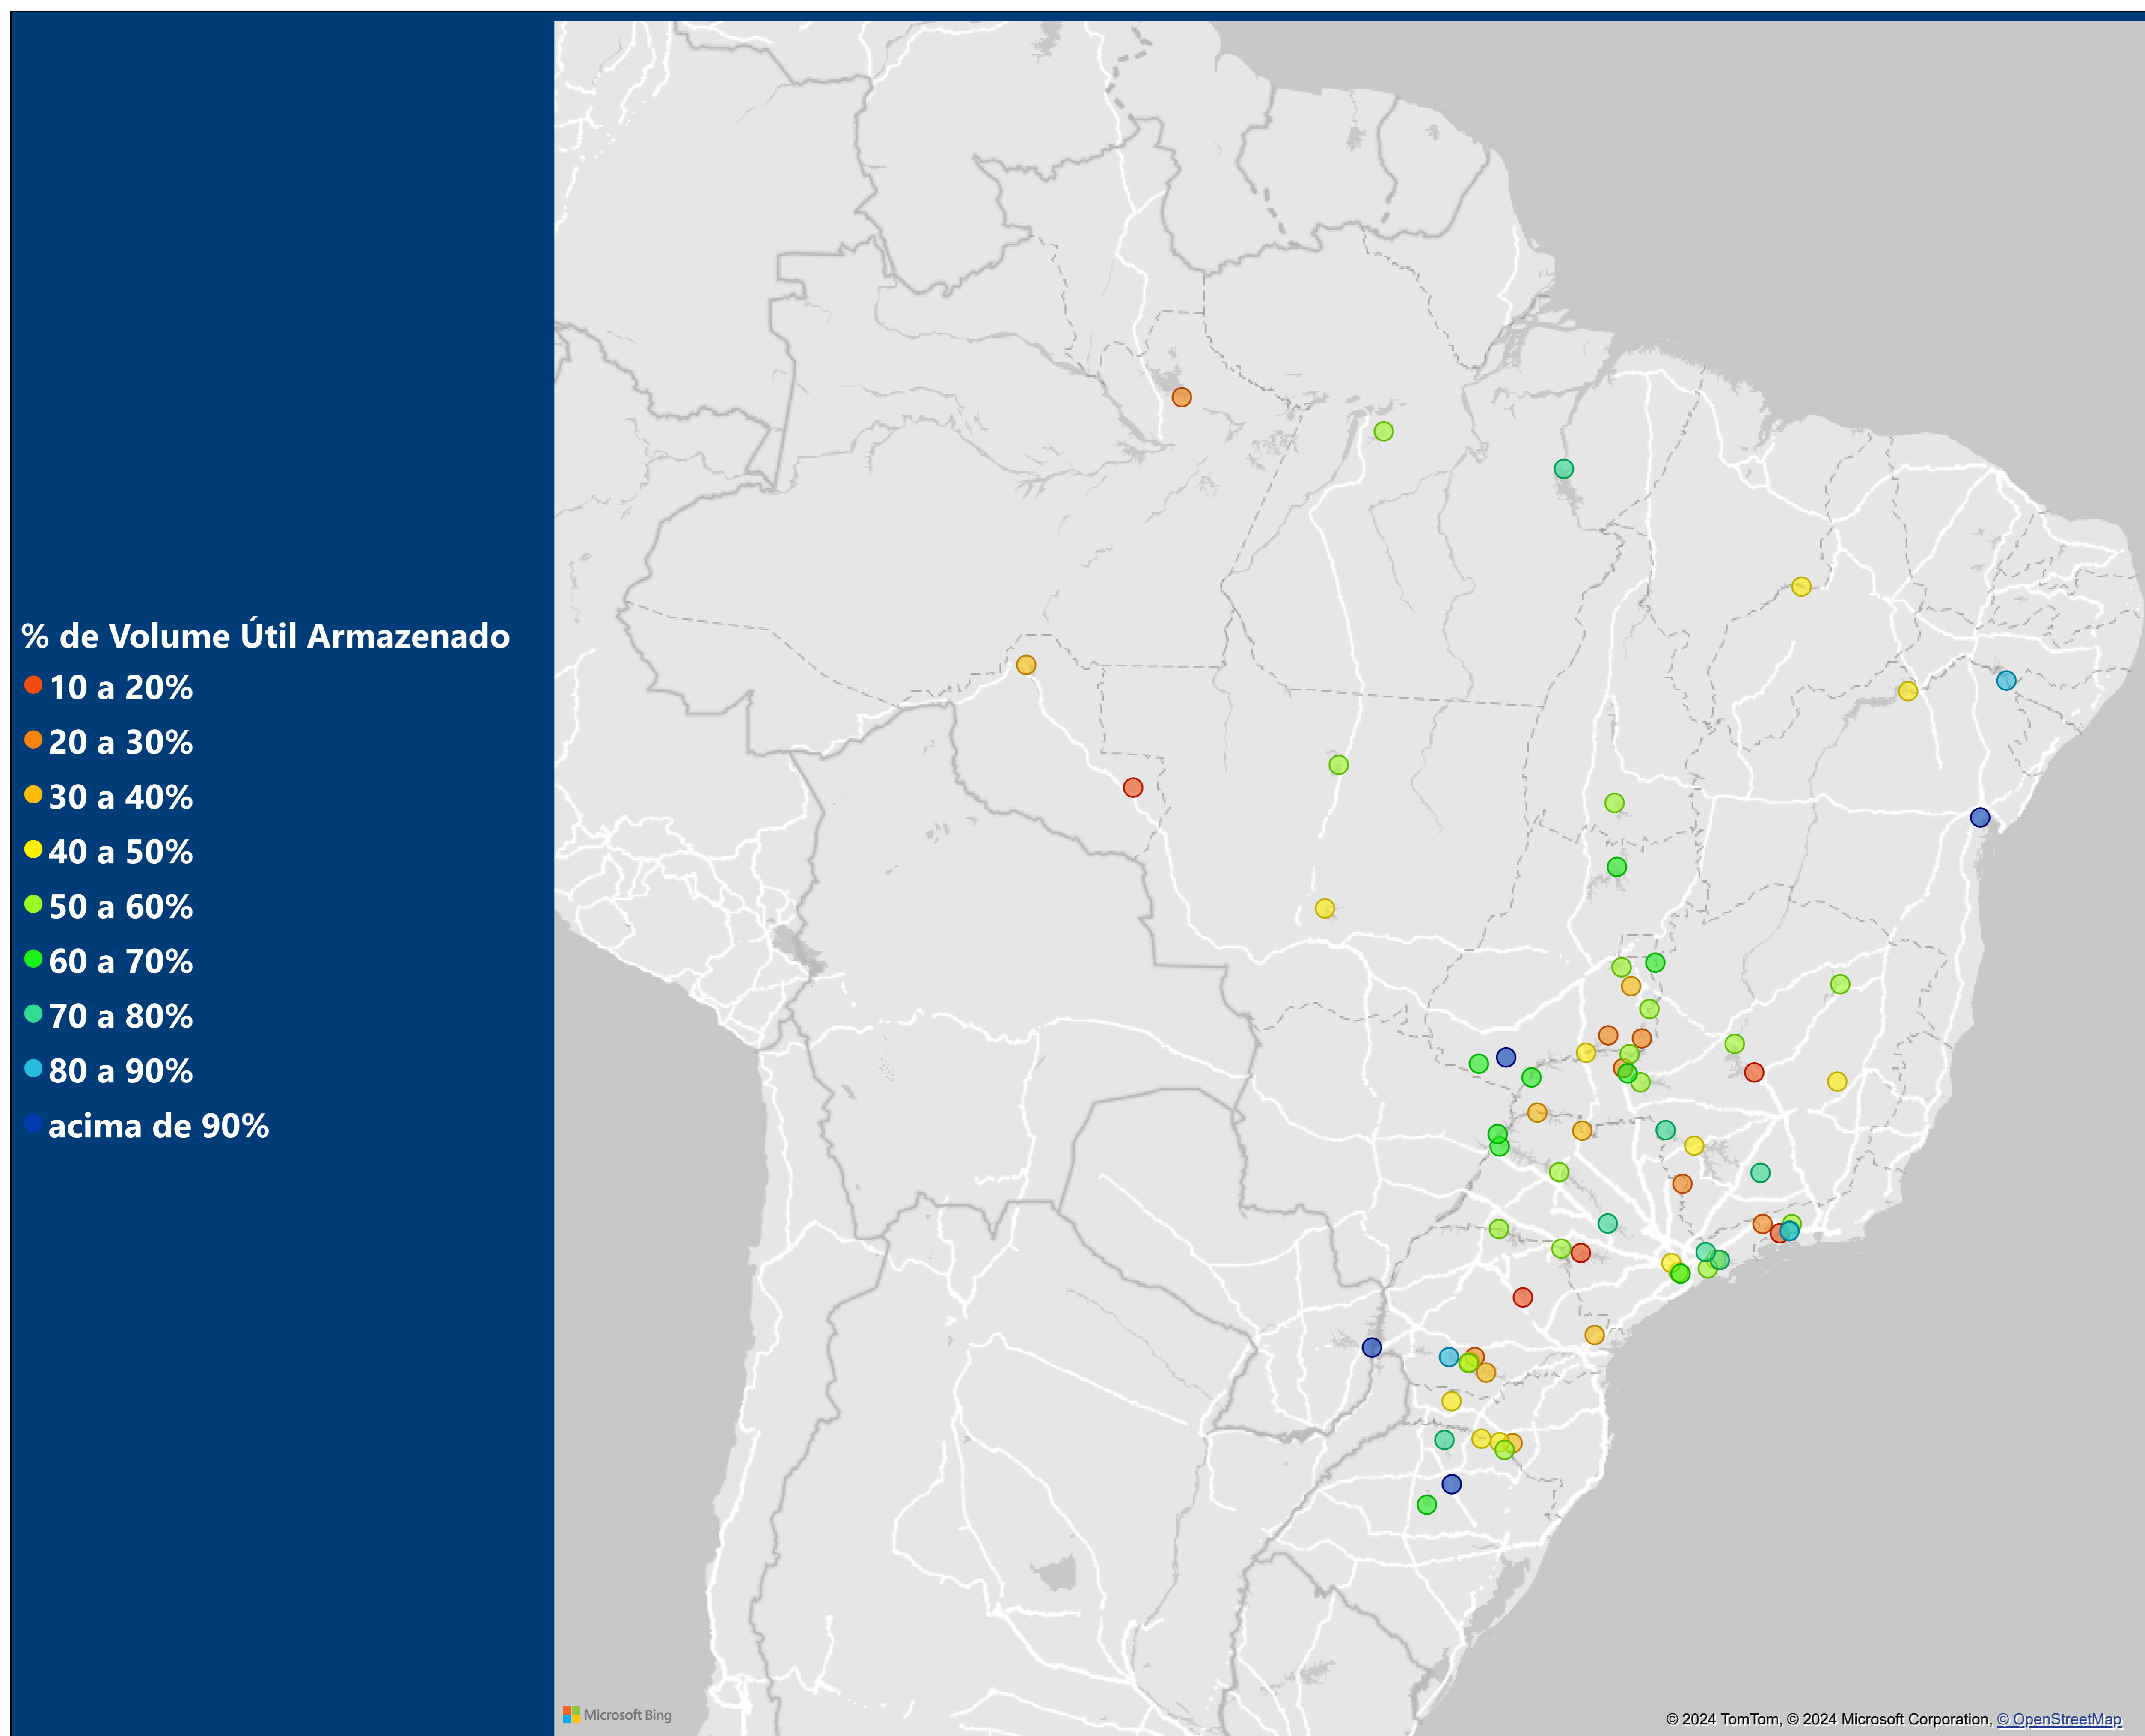 % de Volume Útil Armazenado
10 a 20%
20 a 30%
30 a 40%
40 a 50%
50 a 60%
60 a 70%
70 a 80%
80 a 90%
acima de 90%
Microsoft Bing
© 2024 TomTom, © 2024 Microsoft Corporation, © OpenStreetMap